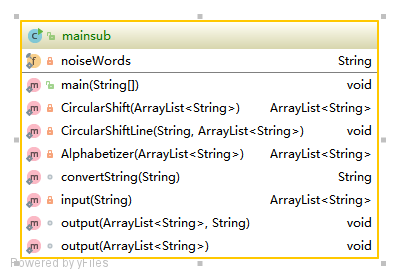 mainsub
noiseWords String
main(String[]) void
CircularShift(ArrayList<String>) ArrayList<String>
CircularShiftLine(String, ArrayList<String>) void
Alphabetizer(ArrayList<String>) ArrayList<String>
convertString(String) String
input(String) ArrayList<String>
output(ArrayList<String>, String) void
output(ArrayList<String>) void
Powered by yFiles